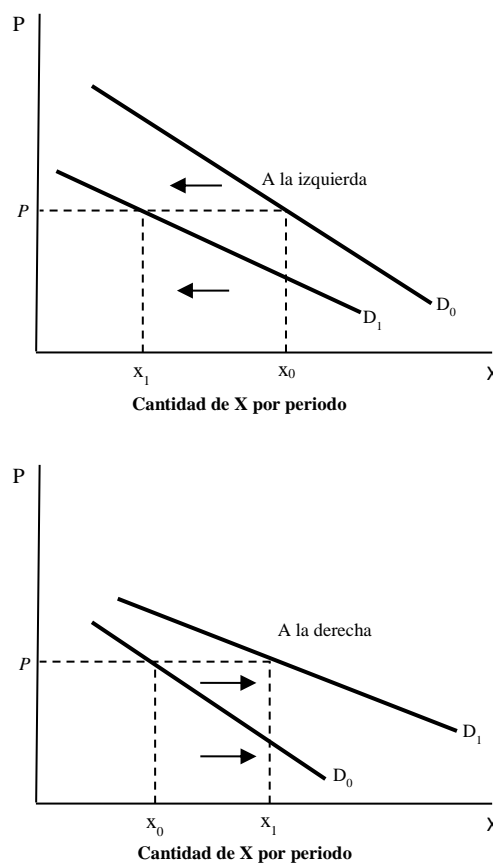 P
A la izquierda
P
D₀
D₁
x₁ x₀ X
Cantidad de X por periodo
P
A la derecha
P
D₁
D₀
x₀ x₁ X
Cantidad de X por periodo